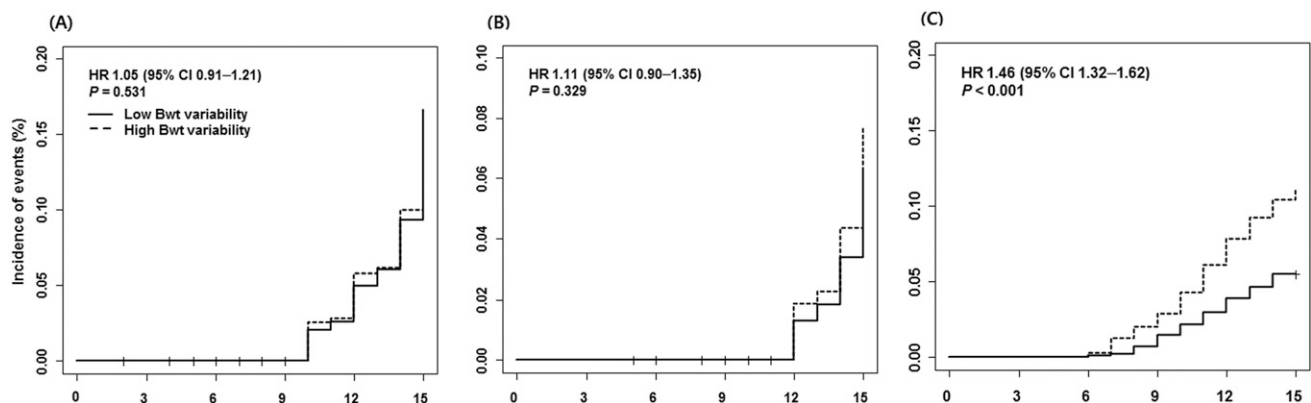 (A)
HR 1.05 (95% CI 0.91–1.21)
P = 0.531
Low Bwt variability
High Bwt variability
Incidence of events (%)
0.20
0.15
0.10
0.05
0.00
0 3 6 9 12 15
(B)
HR 1.11 (95% CI 0.90–1.35)
P = 0.329
0.10
0.08
0.06
0.04
0.02
0.00
0 3 6 9 12 15
(C)
HR 1.46 (95% CI 1.32–1.62)
P < 0.001
0.20
0.15
0.10
0.05
0.00
0 3 6 9 12 15